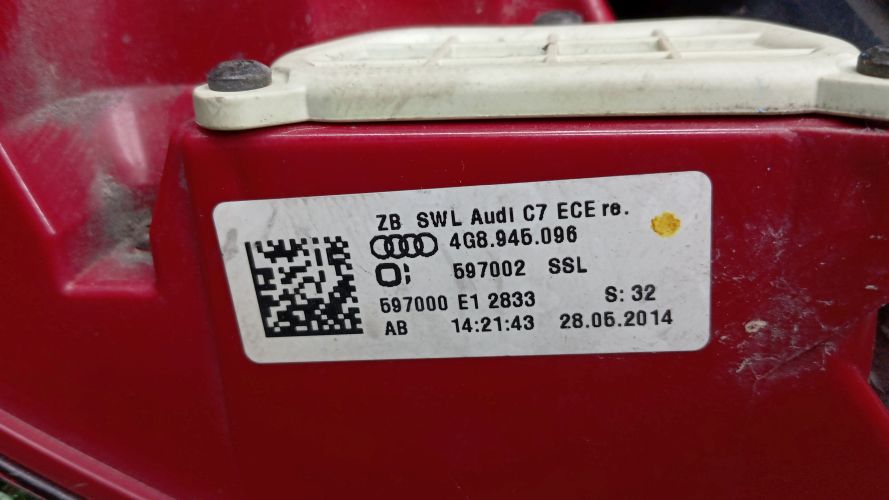 ZB SWL Audi C7 ECE re.
4G8.945.096
597002 SSL
597000 E1 2833 S: 32
AB 14:21:43 28.05.2014